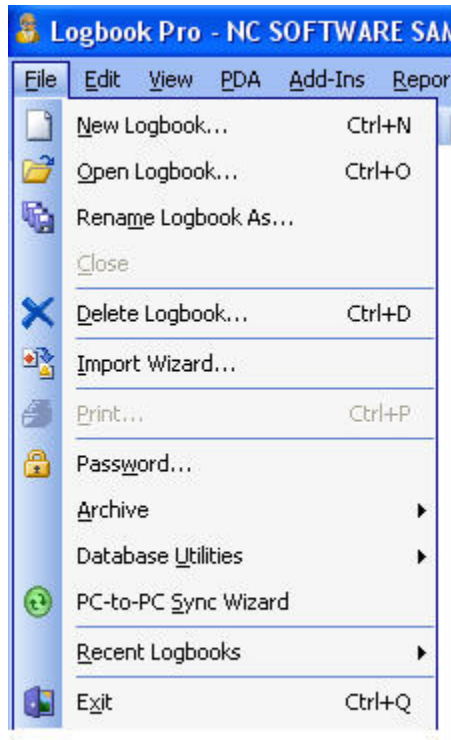 Logbook Pro - NC SOFTWARE SAM
File Edit View PDA Add-Ins Repor
New Logbook... Ctrl+N
Open Logbook... Ctrl+O
Rename Logbook As...
Close
Delete Logbook... Ctrl+D
Import Wizard...
Print... Ctrl+P
Password...
Archive
Database Utilities
PC-to-PC Sync Wizard
Recent Logbooks
Exit Ctrl+Q